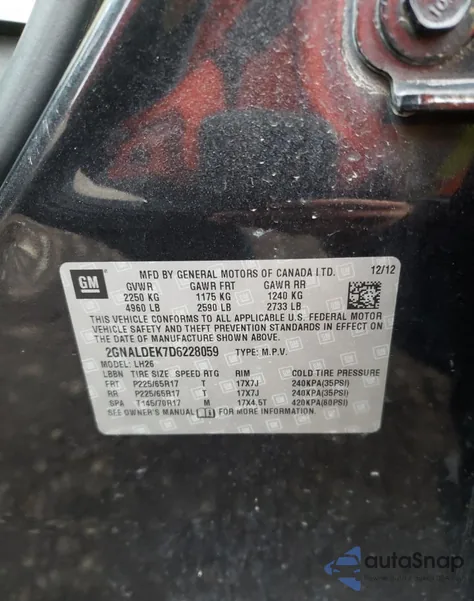 GM
MFD BY GENERAL MOTORS OF CANADA LTD. 12/12
GVWR GAWR FRT GAWR RR
2250 KG 1175 KG 1240 KG
4960 LB 2590 LB 2733 LB
THIS VEHICLE CONFORMS TO ALL APPLICABLE U.S. FEDERAL MOTOR
VEHICLE SAFETY AND THEFT PREVENTION STANDARDS IN EFFECT ON
THE DATE OF MANUFACTURE SHOWN ABOVE.
2GNALDEK7D6228059 TYPE: M.P.V.
MODEL: LH26
LBBN TIRE SIZE SPEED RTG RIM COLD TIRE PRESSURE
FRT P225/65R17 T 17X7J 240KPA(35PSI)
RR P225/65R17 T 17X7J 240KPA(35PSI)
SPA T145/70R17 M 17X4.5T 420KPA(60PSI)
SEE OWNER'S MANUAL FOR MORE INFORMATION.
autaSnap